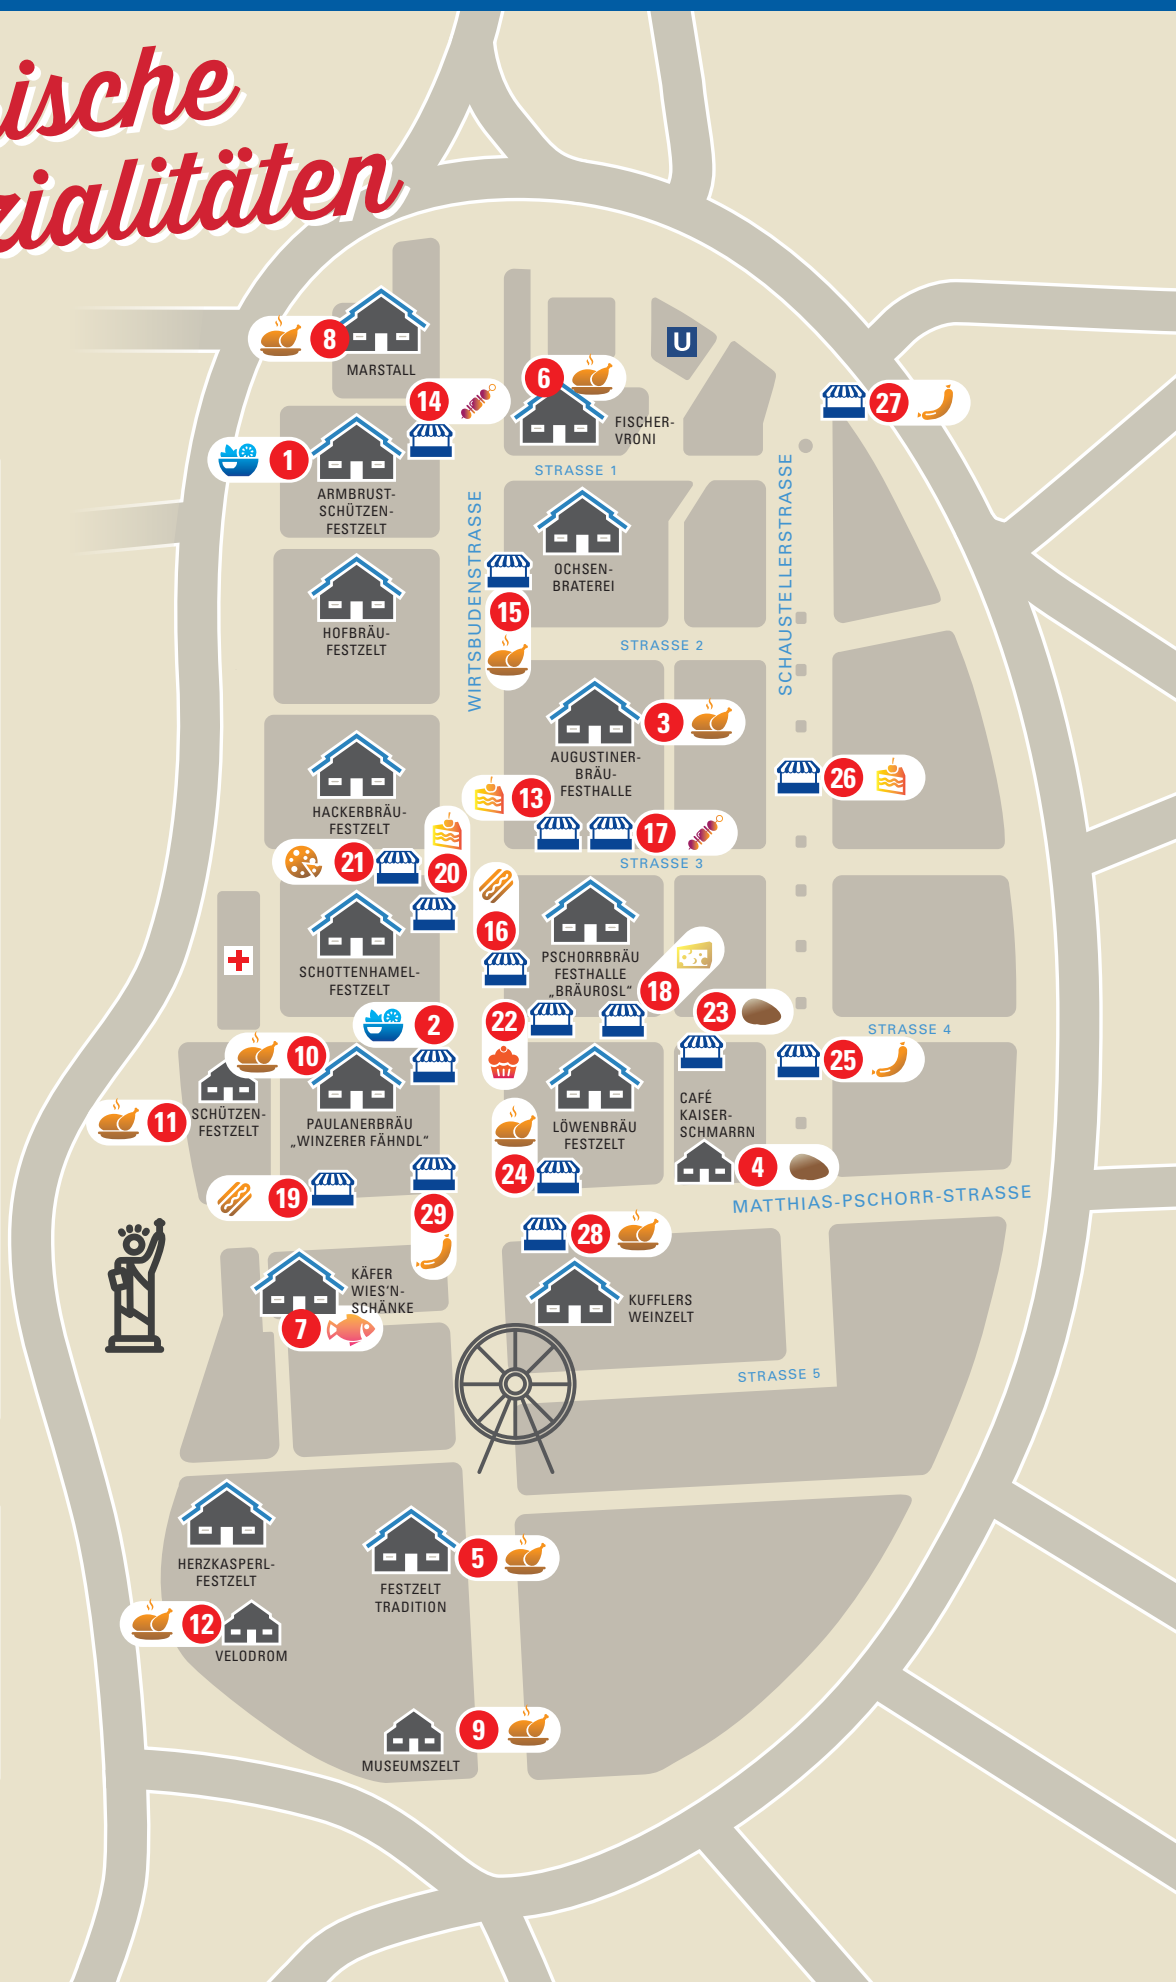 ische
zialitäten
8
MARSTALL
14
6
FISCHER-
VRONI
U
27
1
ARMBRUST-
SCHÜTZEN-
FESTZELT
STRASSE 1
WIRTSBUDENSTRASSE
SCHAUSTELLERSTRASSE
OCHSEN-
BRATEREI
HOFBRÄU-
FESTZELT
15
STRASSE 2
3
AUGUSTINER-
BRÄU-
FESTHALLE
26
HACKERBRÄU-
FESTZELT
13
17
STRASSE 3
21
20
16
SCHOTTENHAMEL-
FESTZELT
PSCHORRBRÄU
FESTHALLE
„BRÄUROSL“
18
23
2
22
STRASSE 4
10
25
11
SCHÜTZEN-
FESTZELT
PAULANERBRÄU
„WINZERER FÄHNDL“
LÖWENBRÄU
FESTZELT
CAFÉ
KAISER-
SCHMARRN
4
24
19
29
MATTHIAS-PSCHORR-STRASSE
28
KÄFER
WIES'N-
SCHÄNKE
7
KUFFLERS
WEINZELT
STRASSE 5
HERZKASPERL-
FESTZELT
5
FESTZELT
TRADITION
12
VELODROM
9
MUSEUMSZELT